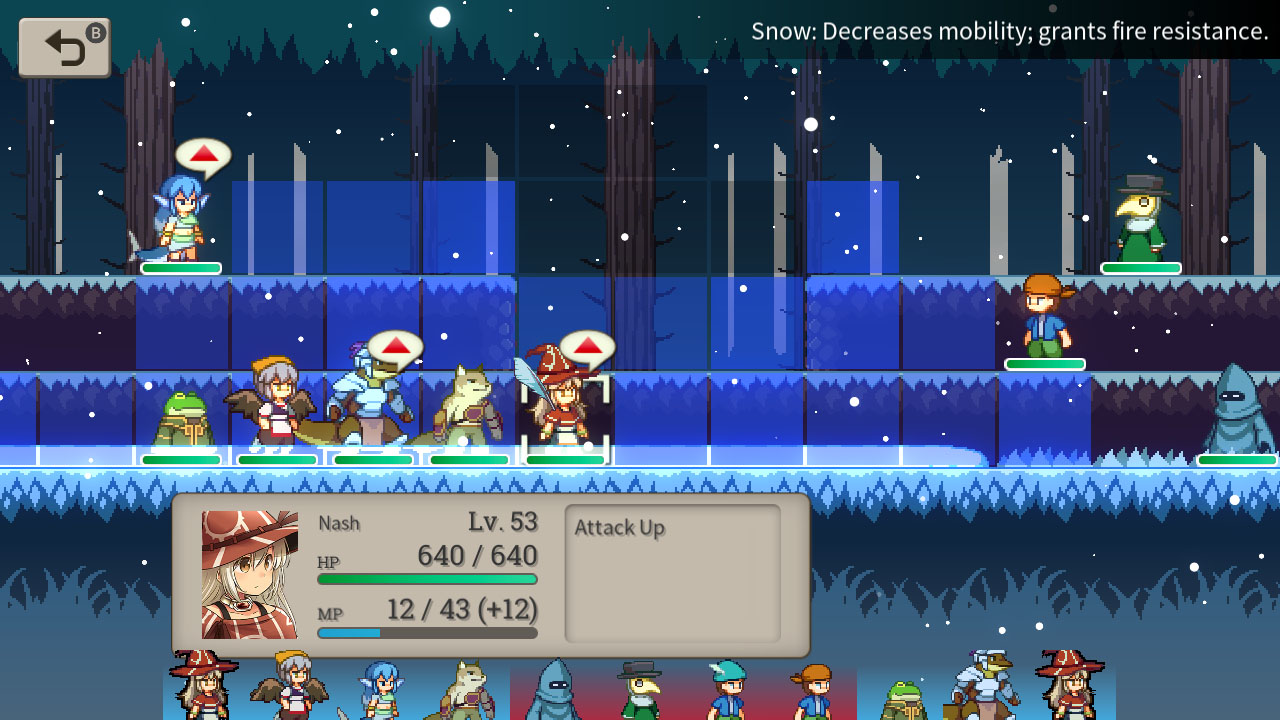 B
Snow: Decreases mobility; grants fire resistance.
Nash Lv. 53
HP 640 / 640
MP 12 / 43 (+12)
Attack Up